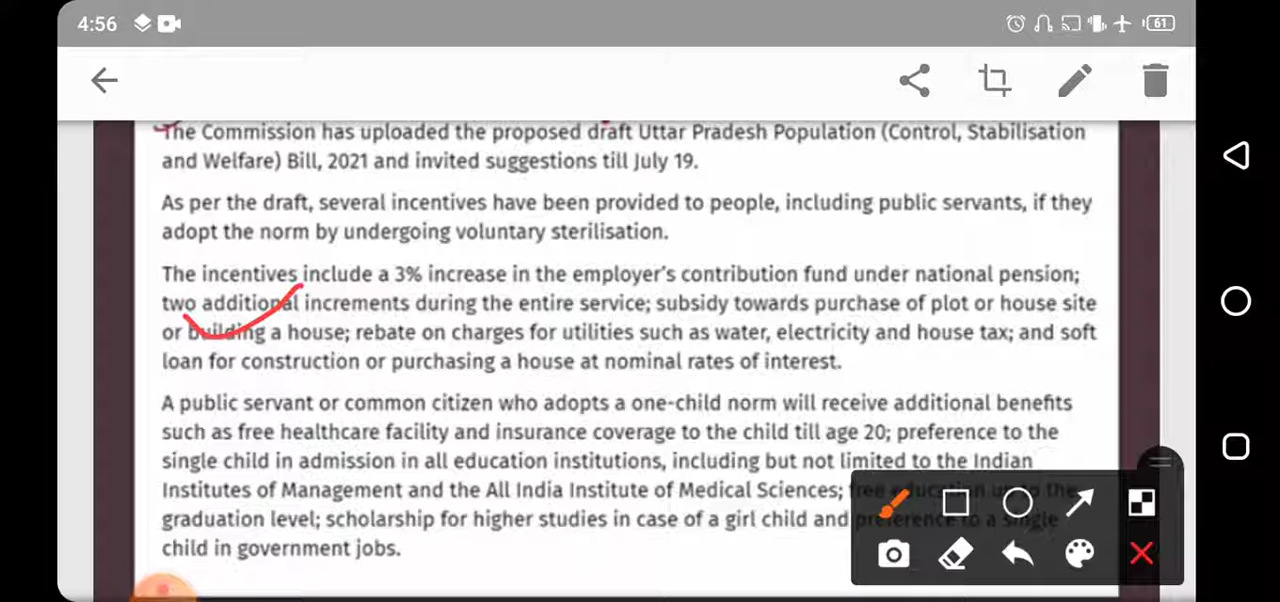 4:56
61
The Commission has uploaded the proposed draft Uttar Pradesh Population (Control, Stabilisation
and Welfare) Bill, 2021 and invited suggestions till July 19.
As per the draft, several incentives have been provided to people, including public servants, if they
adopt the norm by undergoing voluntary sterilisation.
The incentives include a 3% increase in the employer's contribution fund under national pension;
two additional increments during the entire service; subsidy towards purchase of plot or house site
or building a house; rebate on charges for utilities such as water, electricity and house tax; and soft
loan for construction or purchasing a house at nominal rates of interest.
A public servant or common citizen who adopts a one-child norm will receive additional benefits
such as free healthcare facility and insurance coverage to the child till age 20; preference to the
single child in admission in all education institutions, including but not limited to the Indian
Institutes of Management and the All India Institute of Medical Sciences; free education up to the
graduation level; scholarship for higher studies in case of a girl child and preference to a single
child in government jobs.